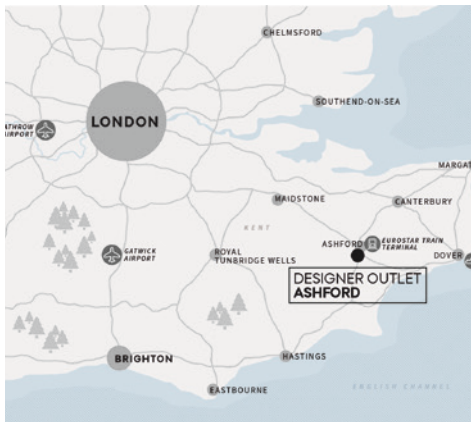 CHELMSFORD
SOUTHEND-ON-SEA
LONDON
ATHROW
AIRPORT
MARGAT
MAIDSTONE
CANTERBURY
KENT
ASHFORD
EUROSTAR TRAIN
TERMINAL
GATWICK
AIRPORT
ROYAL
TUNBRIDGE WELLS
DOVER
DESIGNER OUTLET
ASHFORD
BRIGHTON
HASTINGS
EASTBOURNE
ENGLISH CHANNEL